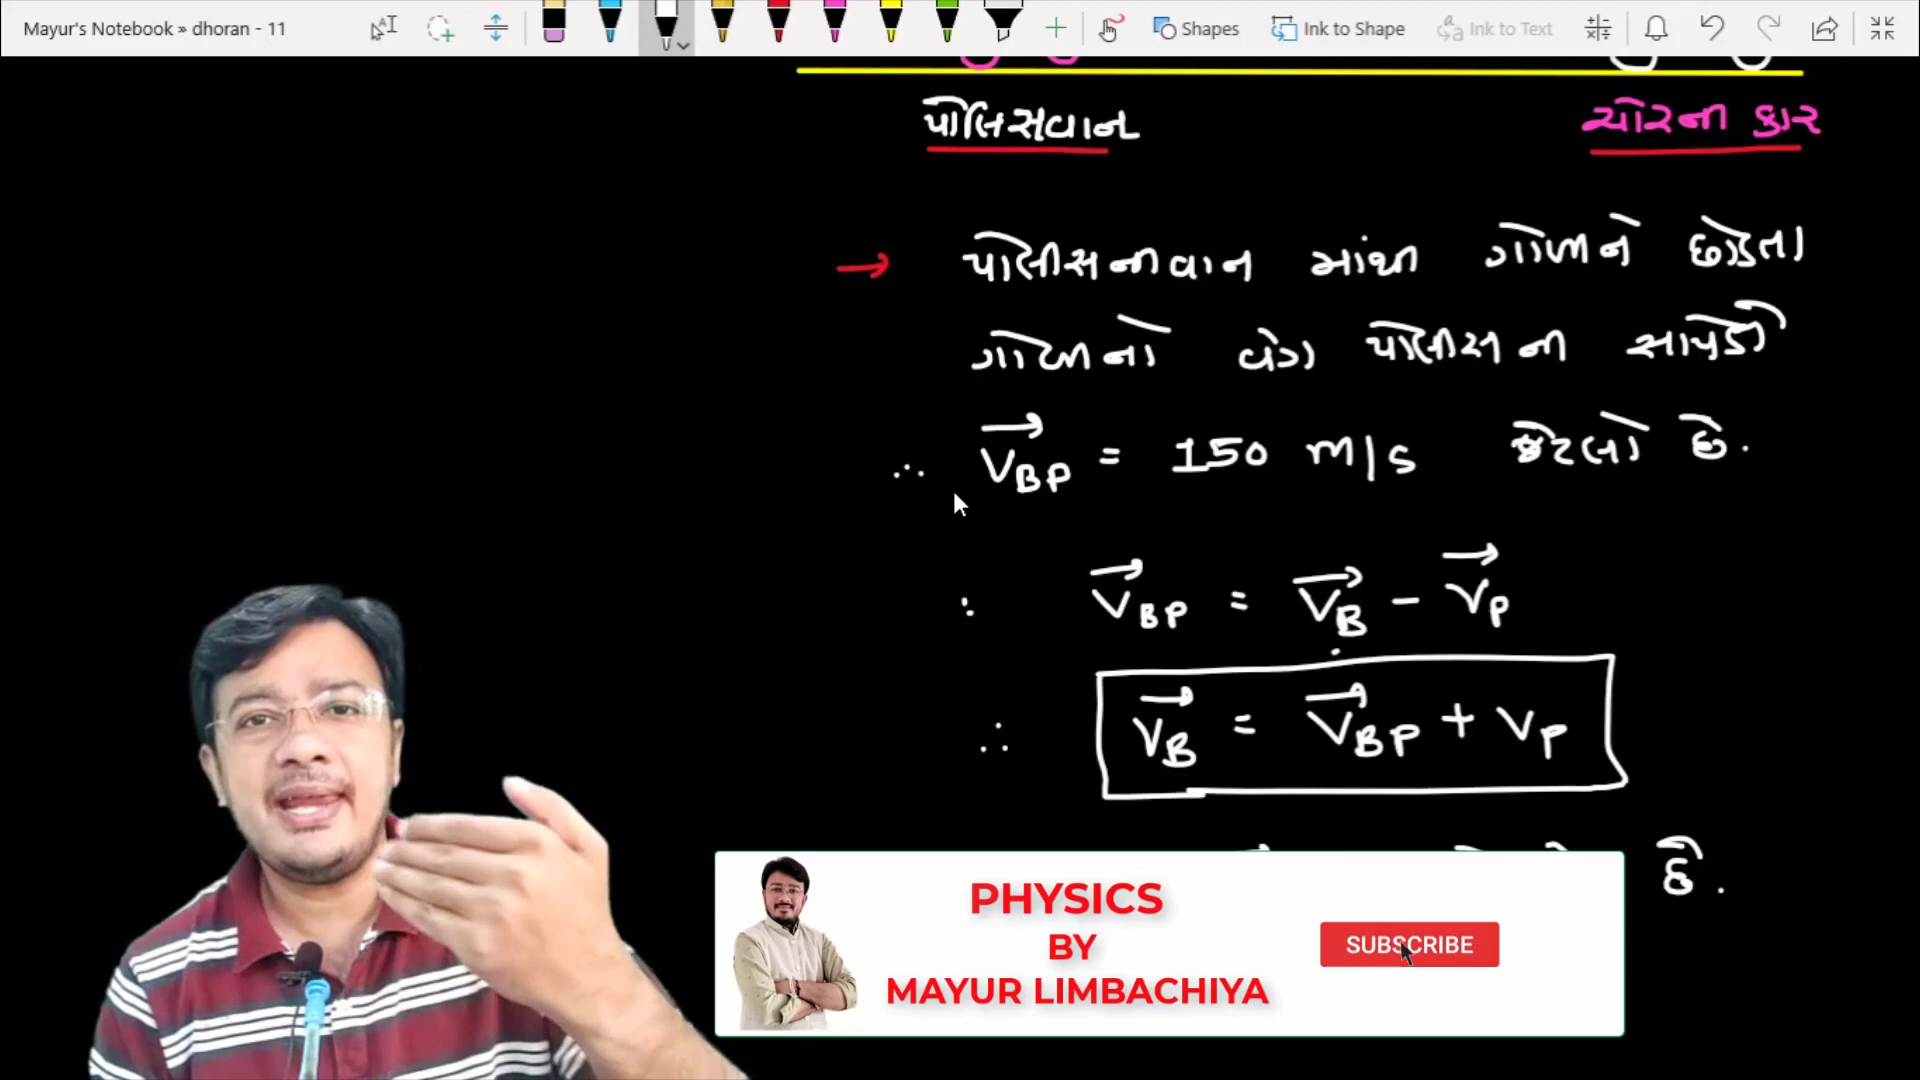 Mayur's Notebook » dhoran - 11
Shapes
Ink to Shape
Ink to Text
પોલિસવાન
ચોરની કાર
→ પોલીસની વાન માંથી ગોળીને છોડતા
ગોળીનો વેગ પોલીસની સાપેક્ષે
∴ V⃗BP = 150 m/s જેટલો છે.
∴ V⃗BP = V⃗B - V⃗P
∴ V⃗B = V⃗BP + VP
છે.
PHYSICS
BY
MAYUR LIMBACHIYA
SUBSCRIBE